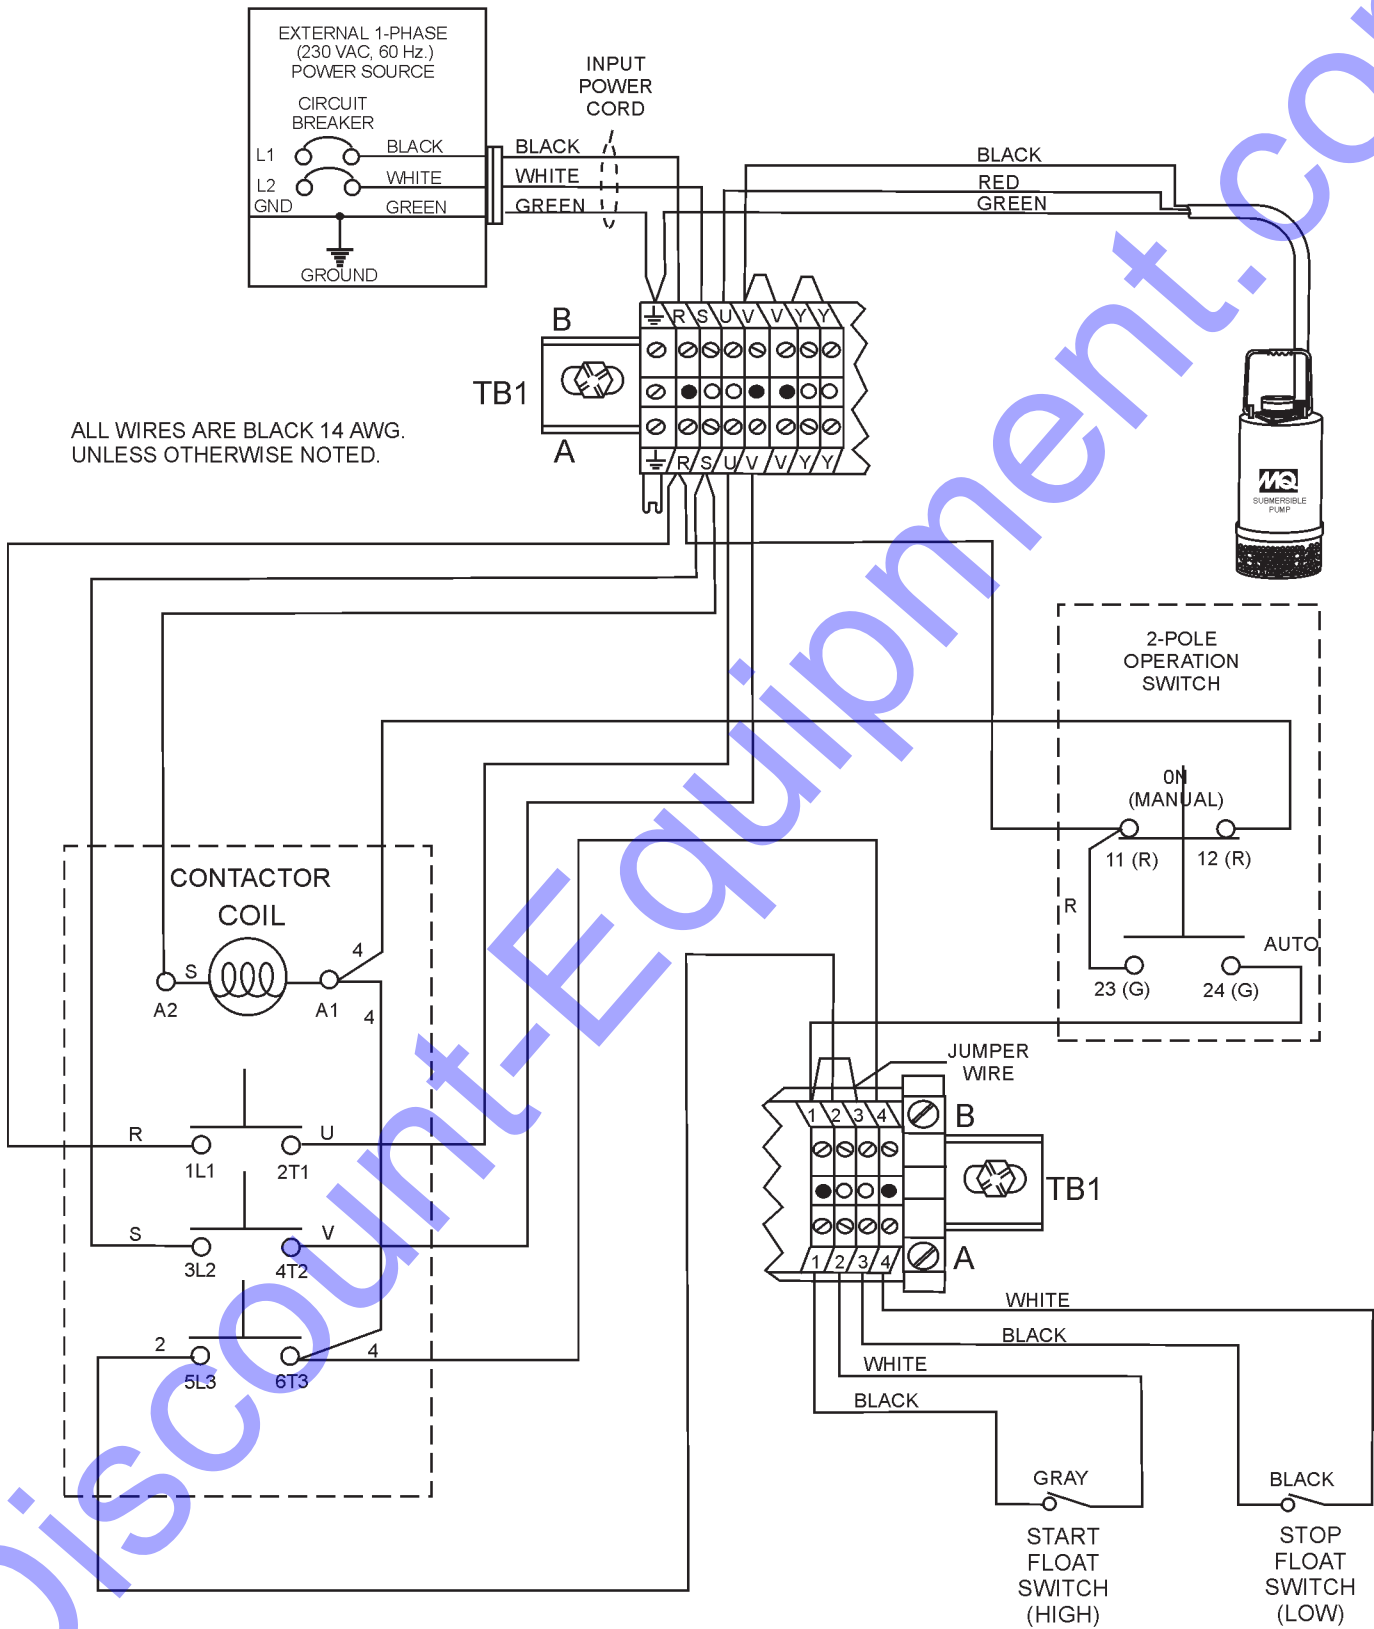 EXTERNAL 1-PHASE
(230 VAC, 60 Hz.)
POWER SOURCE
CIRCUIT
BREAKER
L1
BLACK
L2
WHITE
GND
GREEN
GROUND
INPUT
POWER
CORD
BLACK
WHITE
GREEN
BLACK
RED
GREEN
B
R S U V V Y Y
TB1
A
R S U V V Y Y
ALL WIRES ARE BLACK 14 AWG.
UNLESS OTHERWISE NOTED.
MQ
SUBMERSIBLE
PUMP
2-POLE
OPERATION
SWITCH
0N
(MANUAL)
11 (R)
12 (R)
R
AUTO
23 (G)
24 (G)
CONTACTOR
COIL
4
S
A2
A1
4
R
U
1L1
2T1
S
V
3L2
4T2
2
4
5L3
6T3
JUMPER
WIRE
1 2 3 4
B
TB1
1 2 3 4
A
WHITE
BLACK
WHITE
BLACK
GRAY
START
FLOAT
SWITCH
(HIGH)
BLACK
STOP
FLOAT
SWITCH
(LOW)
Discount-Equipment.com